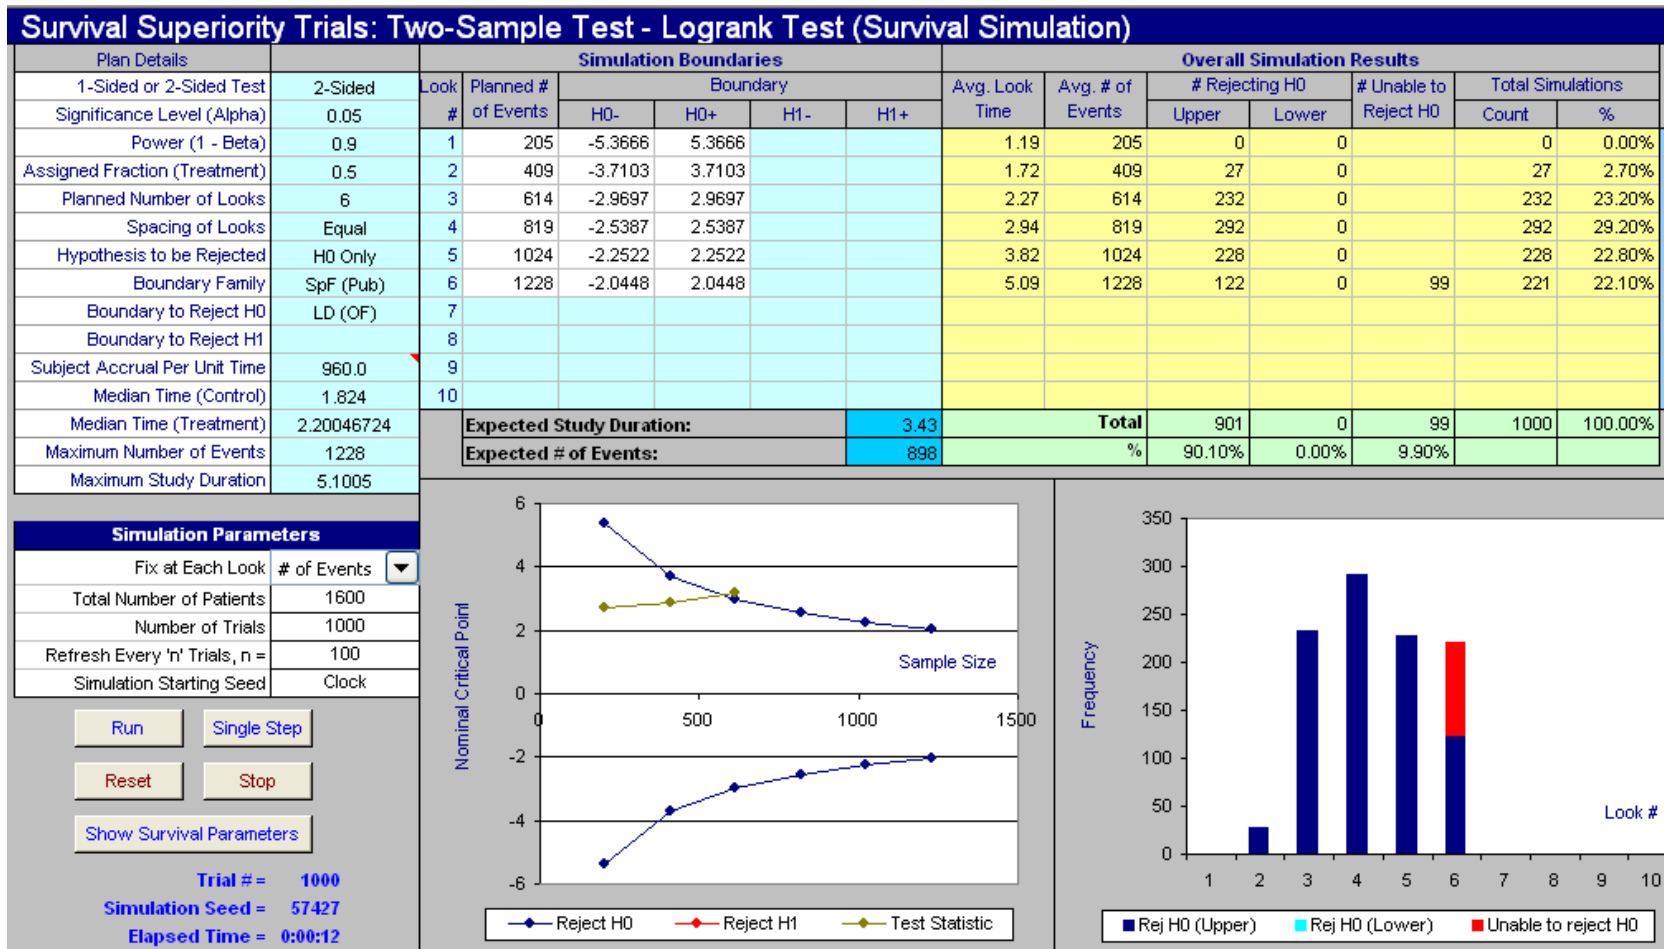 Survival Superiority Trials: Two-Sample Test - Logrank Test (Survival Simulation)
Plan Details
1-Sided or 2-Sided Test 2-Sided
Significance Level (Alpha) 0.05
Power (1 - Beta) 0.9
Assigned Fraction (Treatment) 0.5
Planned Number of Looks 6
Spacing of Looks Equal
Hypothesis to be Rejected H0 Only
Boundary Family SpF (Pub)
Boundary to Reject H0 LD (OF)
Boundary to Reject H1
Subject Accrual Per Unit Time 960.0
Median Time (Control) 1.824
Median Time (Treatment) 2.20046724
Maximum Number of Events 1228
Maximum Study Duration 5.1005
Simulation Boundaries
Look # Planned # of Events Boundary
H0- H0+ H1- H1+
1 205 -5.3666 5.3666
2 409 -3.7103 3.7103
3 614 -2.9697 2.9697
4 819 -2.5387 2.5387
5 1024 -2.2522 2.2522
6 1228 -2.0448 2.0448
7
8
9
10
Expected Study Duration: 3.43
Expected # of Events: 898
Overall Simulation Results
Avg. Look Time Avg. # of Events # Rejecting H0 # Unable to Reject H0 Total Simulations
Upper Lower Count %
1.19 205 0 0 0 0.00%
1.72 409 27 0 27 2.70%
2.27 614 232 0 232 23.20%
2.94 819 292 0 292 29.20%
3.82 1024 228 0 228 22.80%
5.09 1228 122 0 99 221 22.10%
Total 901 0 99 1000 100.00%
% 90.10% 0.00% 9.90%
Simulation Parameters
Fix at Each Look # of Events
Total Number of Patients 1600
Number of Trials 1000
Refresh Every 'n' Trials, n = 100
Simulation Starting Seed Clock
Run Single Step
Reset Stop
Show Survival Parameters
Trial # = 1000
Simulation Seed = 57427
Elapsed Time = 0:00:12
Nominal Critical Point
6
4
2
0
-2
-4
-6
0 500 1000 1500
Sample Size
Reject H0 Reject H1 Test Statistic
Frequency
350
300
250
200
150
100
50
0
Look #
1 2 3 4 5 6 7 8 9 10
Rej H0 (Upper) Rej H0 (Lower) Unable to reject H0